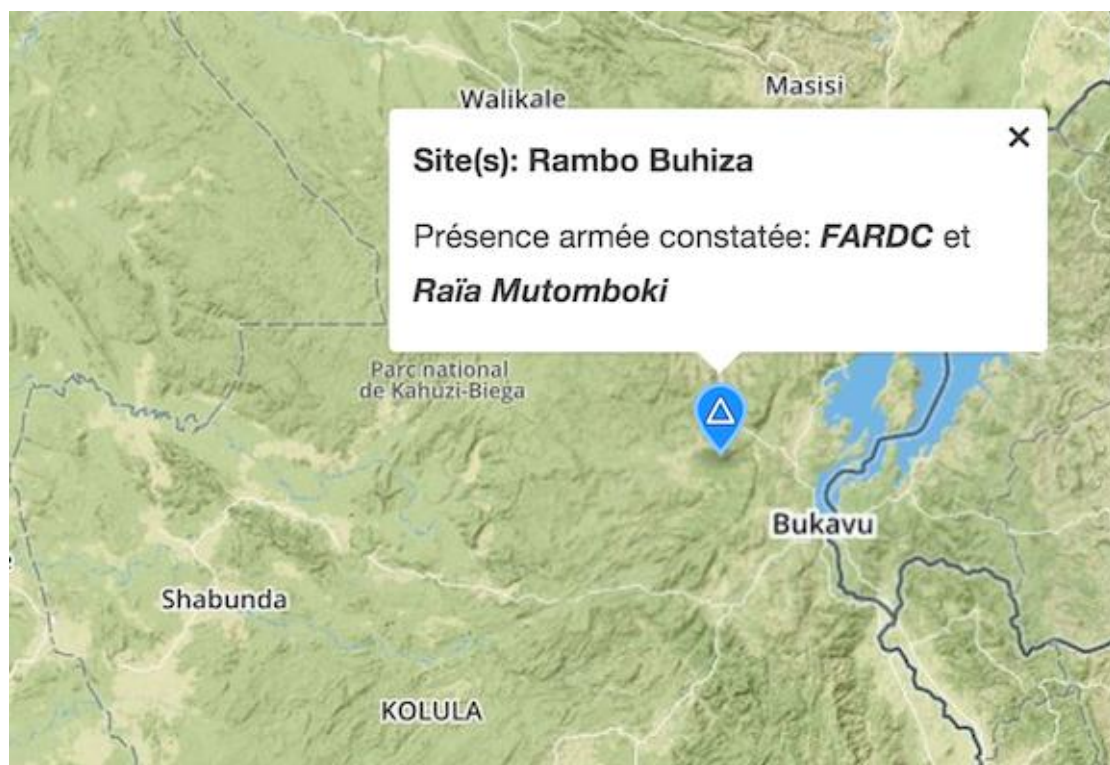 Walikale
Masisi
×
Site(s): Rambo Buhiza
Présence armée constatée: FARDC et
Raïa Mutomboki
Parc national
de Kahuzi-Biega
Bukavu
Shabunda
KOLULA